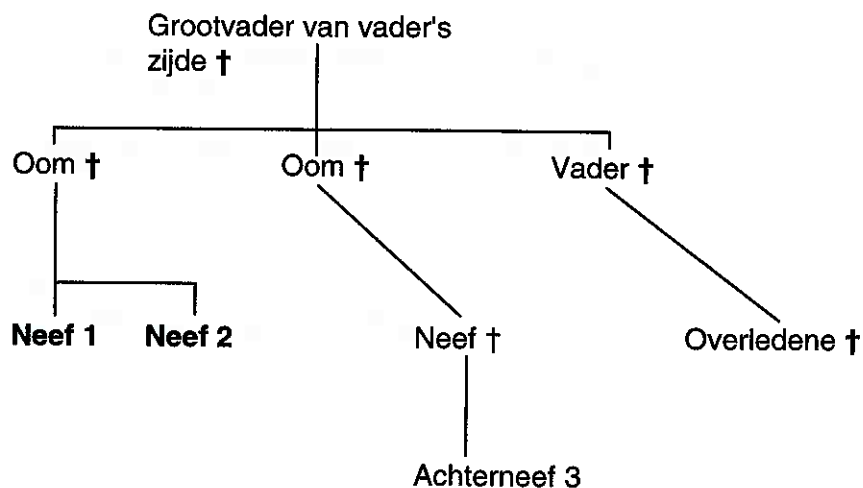 Grootvader van vader's
zijde †
Oom † Oom † Vader †
Neef 1 Neef 2 Neef † Overledene †
Achterneef 3